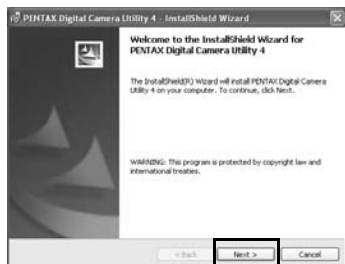 PENTAX Digital Camera Utility 4 - InstallShield Wizard
Welcome to the InstallShield Wizard for
PENTAX Digital Camera Utility 4
The InstallShield(R) Wizard will install PENTAX Digital Camera
Utility 4 on your computer. To continue, click Next.
WARNING: This program is protected by copyright law and
international treaties.
< Back Next > Cancel